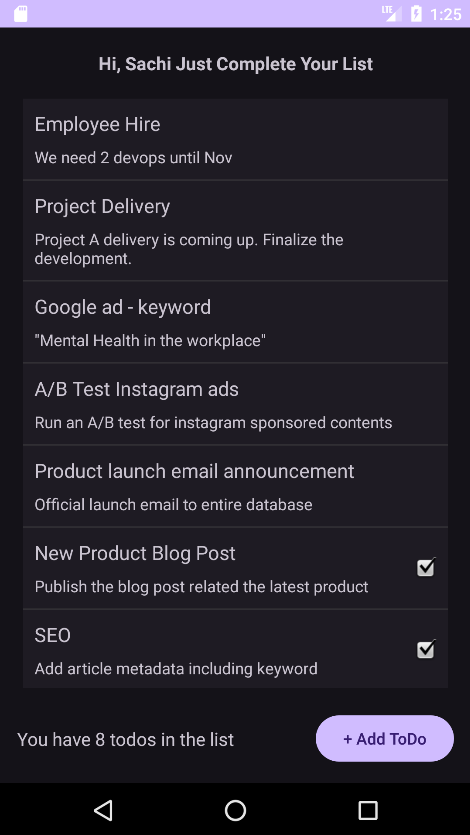 LTE 1:25
Hi, Sachi Just Complete Your List
Employee Hire
We need 2 devops until Nov
Project Delivery
Project A delivery is coming up. Finalize the
development.
Google ad - keyword
"Mental Health in the workplace"
A/B Test Instagram ads
Run an A/B test for instagram sponsored contents
Product launch email announcement
Official launch email to entire database
New Product Blog Post
Publish the blog post related the latest product
SEO
Add article metadata including keyword
You have 8 todos in the list
+ Add ToDo